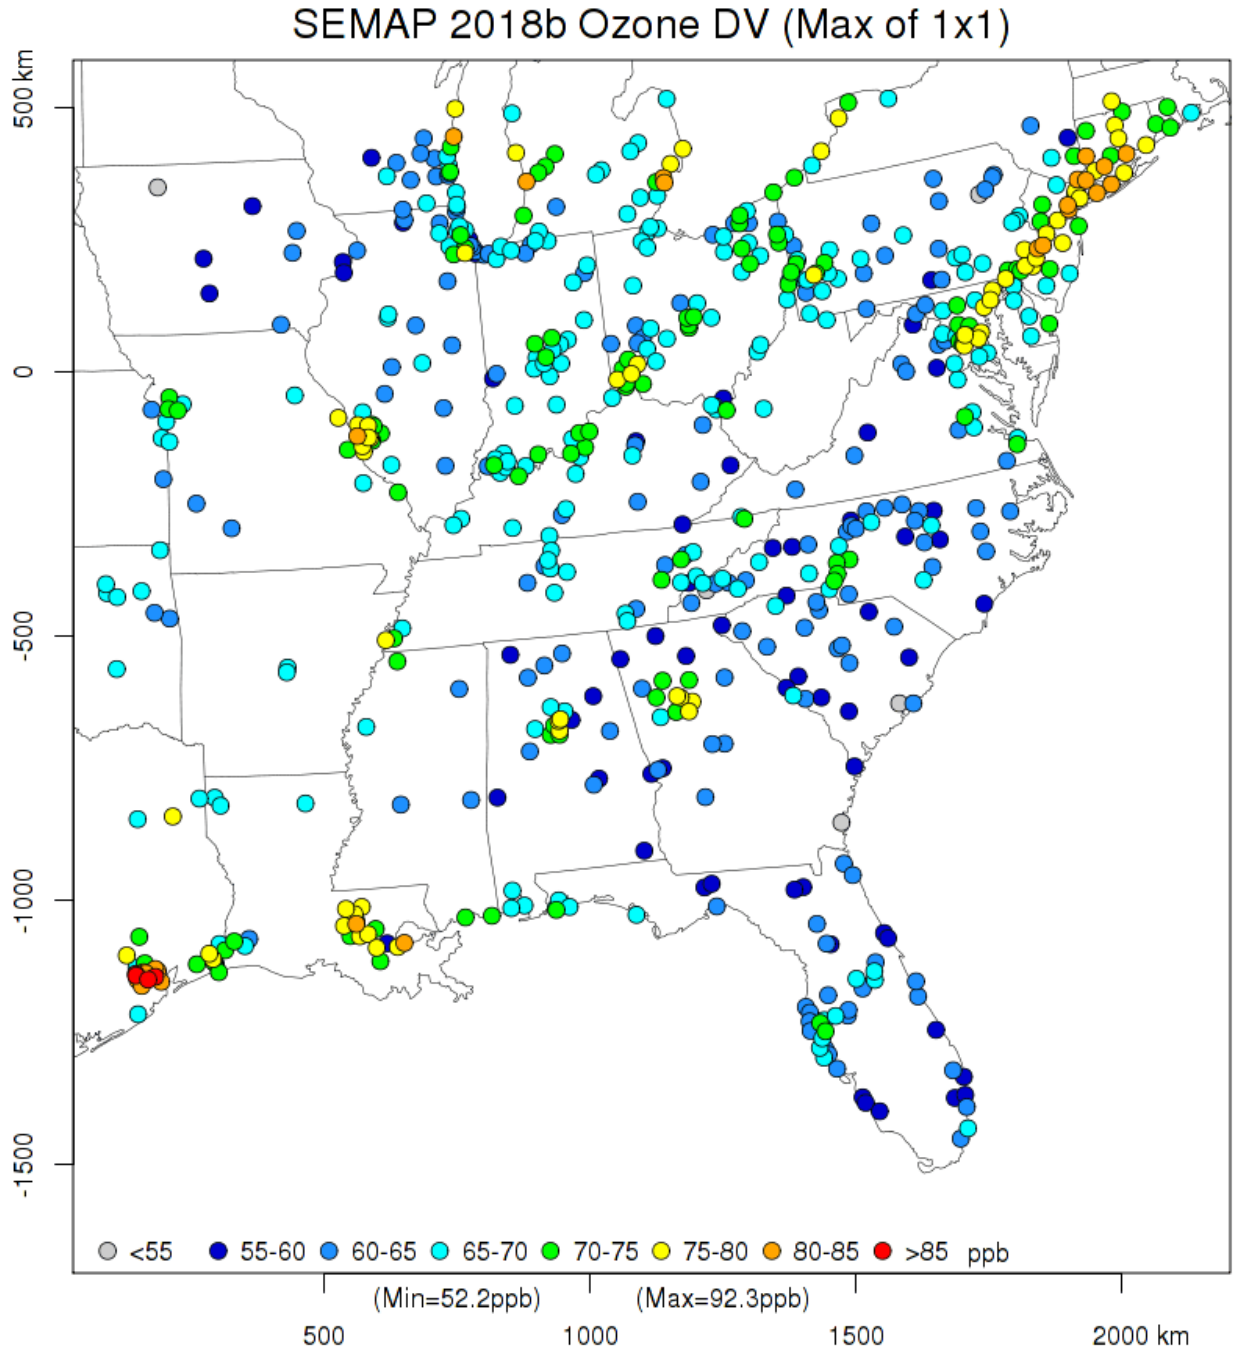 SEMAP 2018b Ozone DV (Max of 1x1)
500 km
0
-500
-1000
-1500
<55 55-60 60-65 65-70 70-75 75-80 80-85 >85 ppb
(Min=52.2ppb) (Max=92.3ppb)
500 1000 1500 2000 km